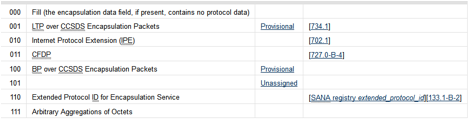 000 Fill (the encapsulation data field, if present, contains no protocol data)
001 LTP over CCSDS Encapsulation Packets Provisional [734.1]
010 Internet Protocol Extension (IPE) [702.1]
011 CFDP [727.0-B-4]
100 BP over CCSDS Encapsulation Packets Provisional
101 Unassigned
110 Extended Protocol ID for Encapsulation Service [SANA registry extended_protocol_id][133.1-B-2]
111 Arbitrary Aggregations of Octets